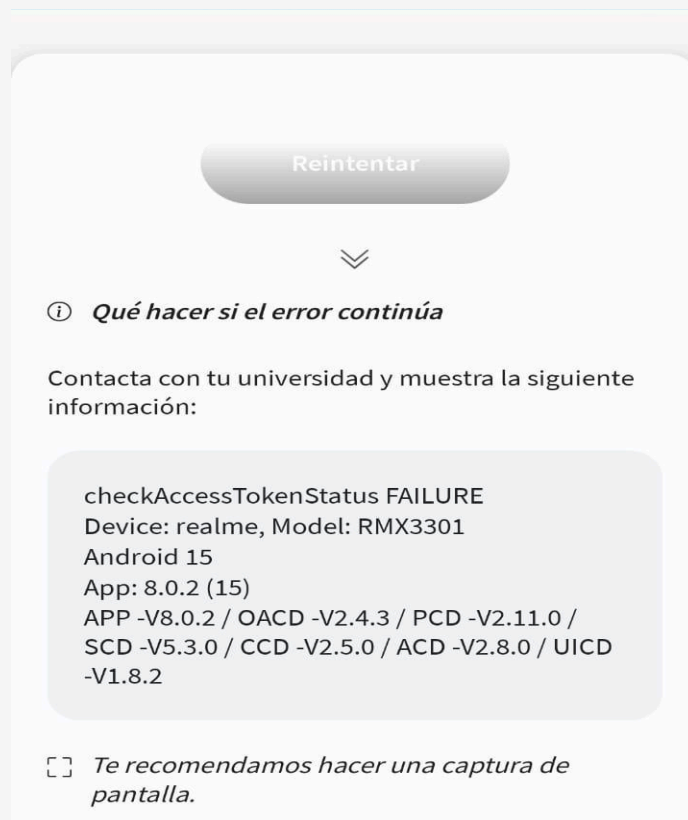 Reintentar
Qué hacer si el error continúa
Contacta con tu universidad y muestra la siguiente
información:
checkAccessTokenStatus FAILURE
Device: realme, Model: RMX3301
Android 15
App: 8.0.2 (15)
APP -V8.0.2 / OACD -V2.4.3 / PCD -V2.11.0 /
SCD -V5.3.0 / CCD -V2.5.0 / ACD -V2.8.0 / UICD
-V1.8.2
Te recomendamos hacer una captura de
pantalla.